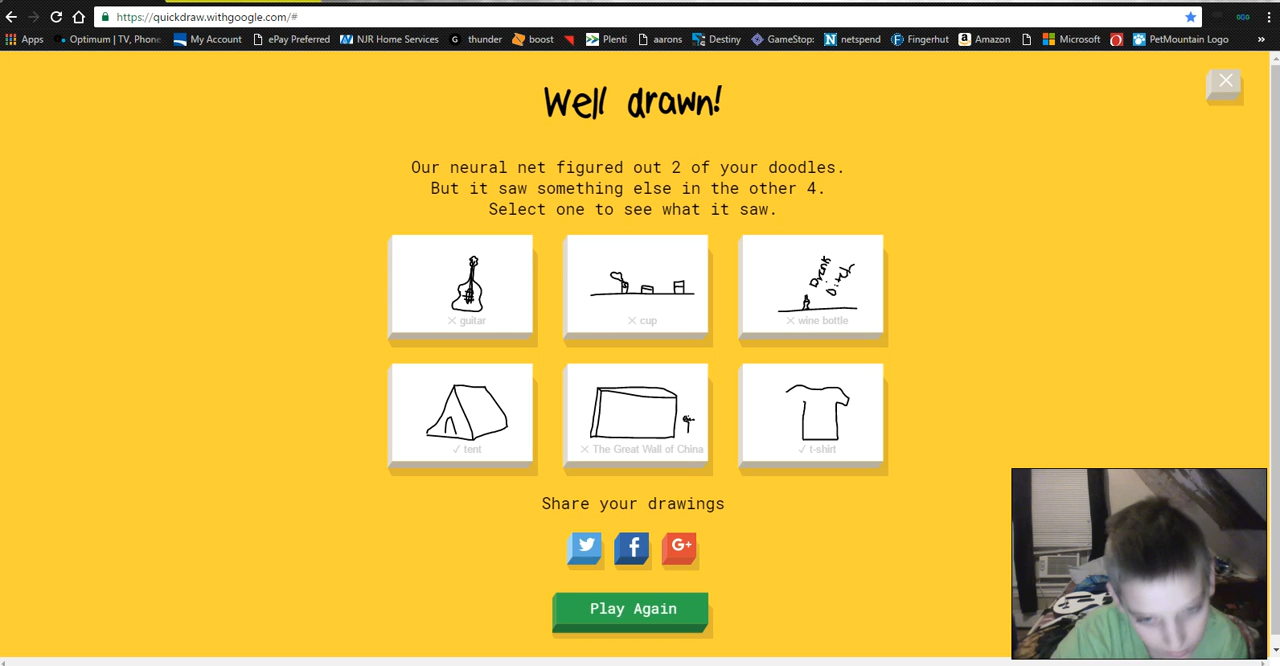 https://quickdraw.withgoogle.com/#
Apps Optimum | TV, Phone My Account ePay Preferred NJR Home Services thunder boost Plenti aarons Destiny GameStop: netspend Fingerhut Amazon Microsoft PetMountain Logo »
Well drawn!
Our neural net figured out 2 of your doodles.
But it saw something else in the other 4.
Select one to see what it saw.
Drink
Bitch
guitar
cup
wine bottle
tent
The Great Wall of China
t-shirt
Share your drawings
G+
Play Again